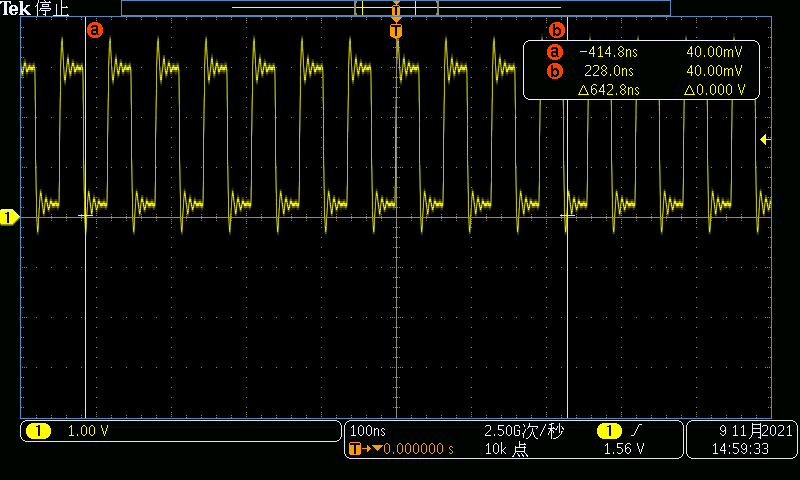 Tek 停止
T
a
b
T
a -414.8ns 40.00mV
b 228.0ns 40.00mV
△642.8ns △0.000 V
1
1 1.00 V
100ns 2.50G次/秒 1
T→▼0.000000 s 10k 点 1.56 V
9 11月2021
14:59:33